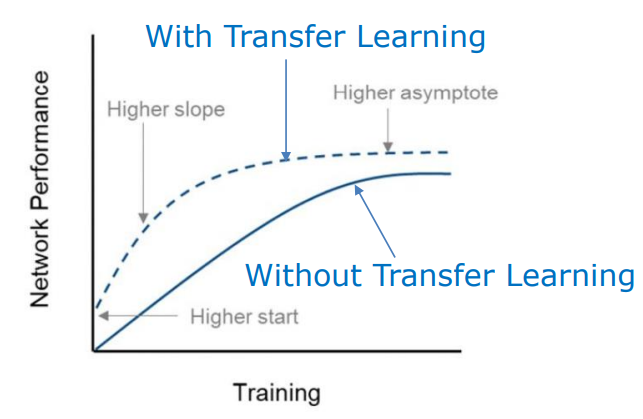 With Transfer Learning
Higher asymptote
Higher slope
Network Performance
Without Transfer Learning
Higher start
Training